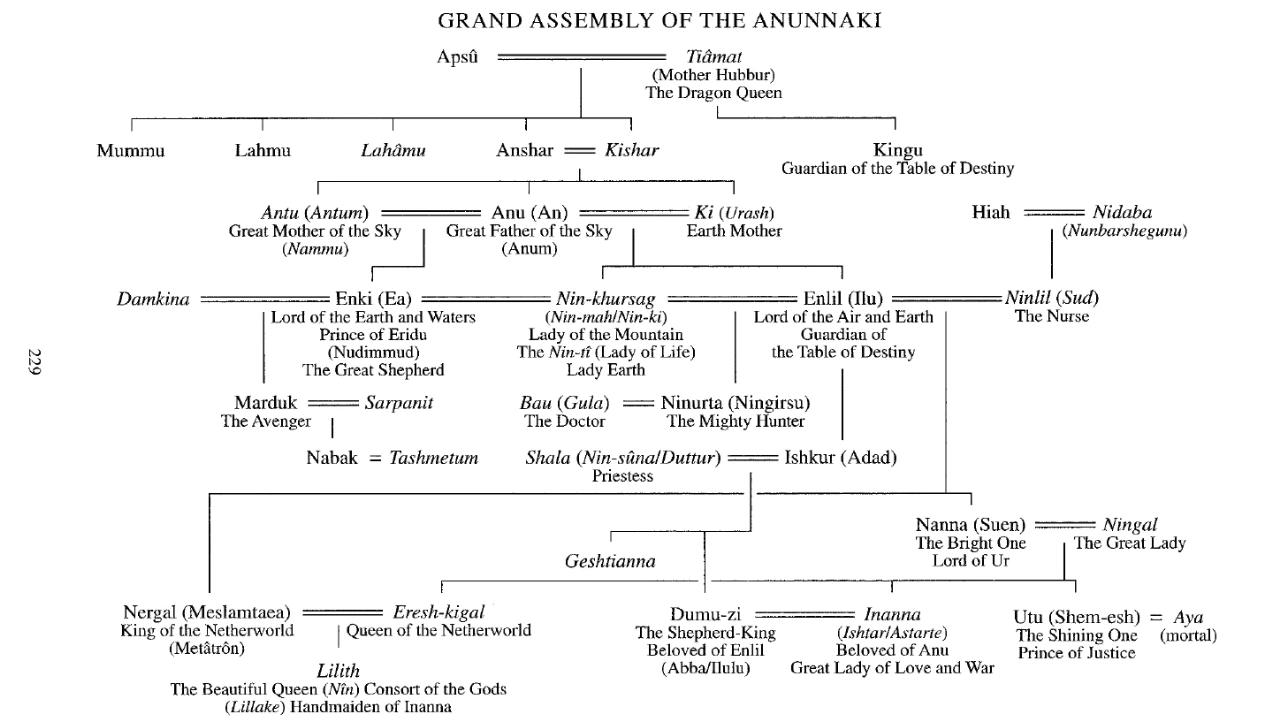 GRAND ASSEMBLY OF THE ANUNNAKI
Apsû
Tiâmat
(Mother Hubbur)
The Dragon Queen
Mummu
Lahmu
Lahâmu
Anshar
Kishar
Kingu
Guardian of the Table of Destiny
Antu (Antum)
Great Mother of the Sky
(Nammu)
Anu (An)
Great Father of the Sky
(Anum)
Ki (Urash)
Earth Mother
Hiah
Nidaba
(Nunbarshegunu)
Damkina
Enki (Ea)
Lord of the Earth and Waters
Prince of Eridu
(Nudimmud)
The Great Shepherd
Nin-khursag
(Nin-mah/Nin-ki)
Lady of the Mountain
The Nin-tî (Lady of Life)
Lady Earth
Enlil (Ilu)
Lord of the Air and Earth
Guardian of
the Table of Destiny
Ninlil (Sud)
The Nurse
229
Marduk
The Avenger
Sarpanit
Bau (Gula)
The Doctor
Ninurta (Ningirsu)
The Mighty Hunter
Nabak = Tashmetum
Shala (Nin-sûna/Duttur)
Priestess
Ishkur (Adad)
Nanna (Suen)
The Bright One
Lord of Ur
Ningal
The Great Lady
Geshtianna
Nergal (Meslamtaea)
King of the Netherworld
(Metâtrôn)
Eresh-kigal
Queen of the Netherworld
Lilith
The Beautiful Queen (Nîn) Consort of the Gods
(Lillake) Handmaiden of Inanna
Dumu-zi
The Shepherd-King
Beloved of Enlil
(Abba/Ilulu)
Inanna
(Ishtar/Astarte)
Beloved of Anu
Great Lady of Love and War
Utu (Shem-esh) = Aya
The Shining One
(mortal)
Prince of Justice